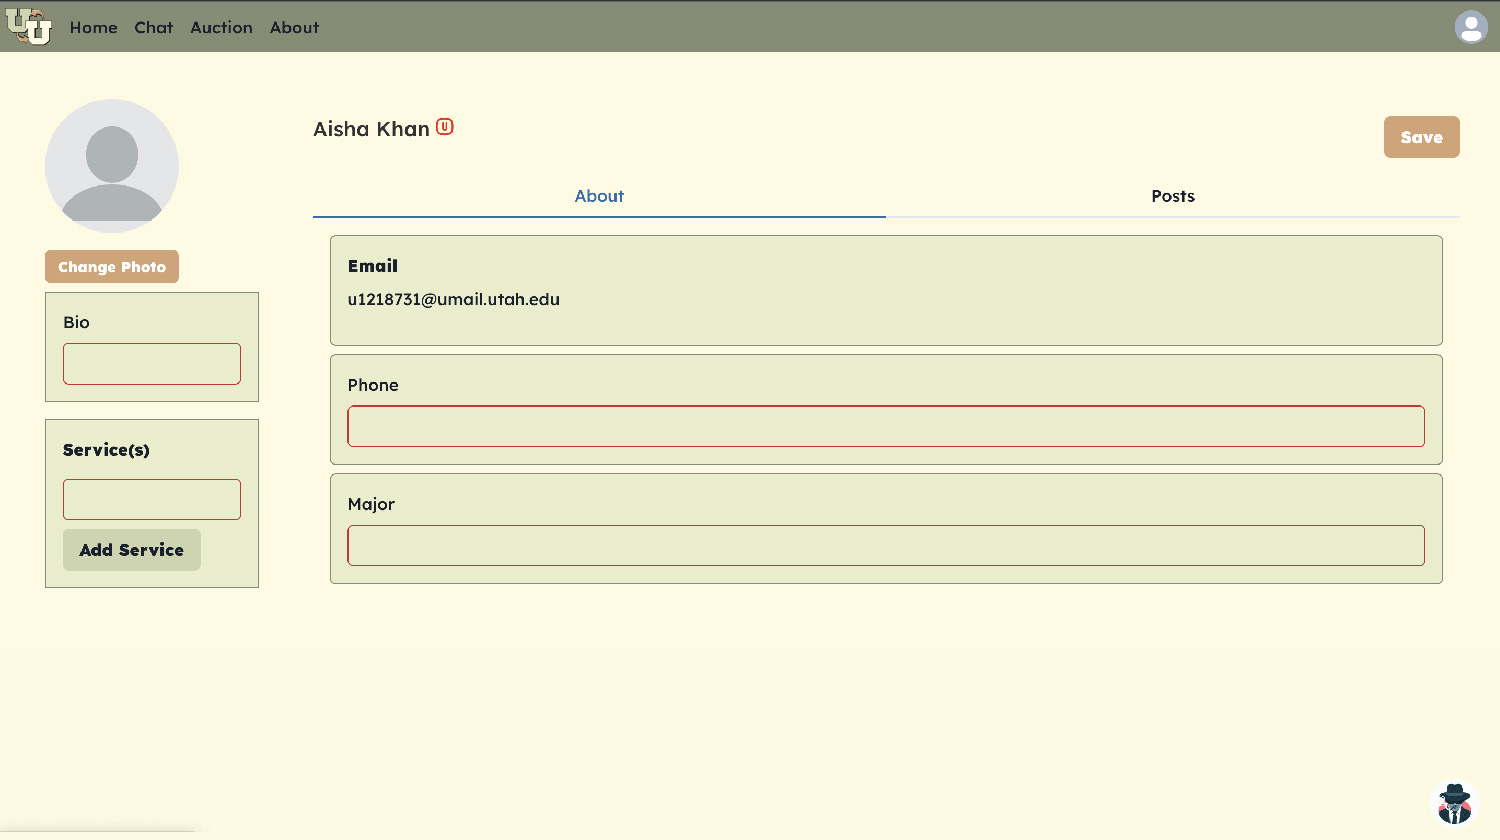 UU
Home Chat Auction About
Aisha Khan U
Save
About Posts
Change Photo
Bio
Service(s)
Add Service
Email
u1218731@umail.utah.edu
Phone
Major